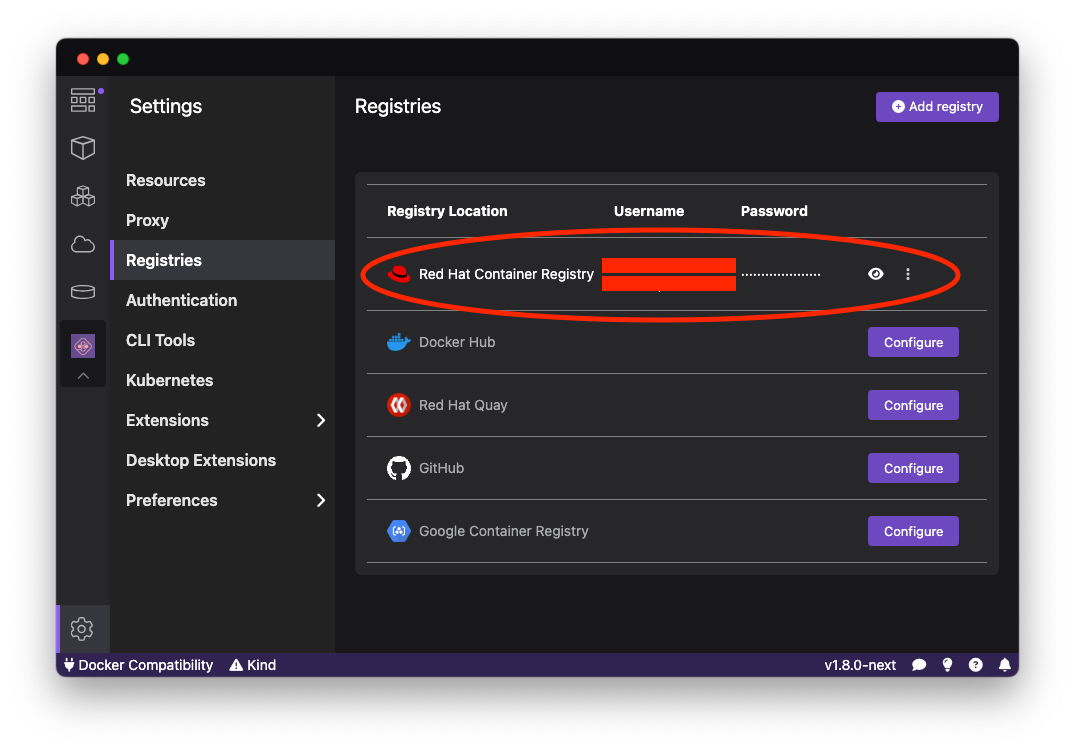 Settings
Resources
Proxy
Registries
Authentication
CLI Tools
Kubernetes
Extensions
Desktop Extensions
Preferences
Registries
Add registry
Registry Location Username Password
Red Hat Container Registry ····················
Docker Hub Configure
Red Hat Quay Configure
GitHub Configure
Google Container Registry Configure
Docker Compatibility Kind v1.8.0-next